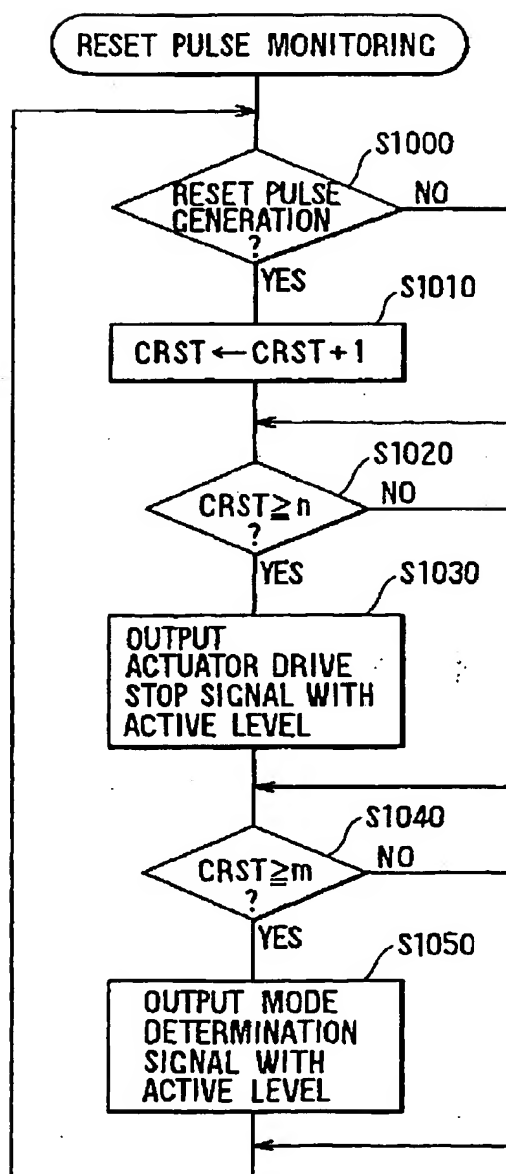 RESET PULSE MONITORING
S1000
RESET PULSE
GENERATION
?
NO
YES
S1010
CRST ← CRST+1
S1020
CRST≧n
?
NO
YES
S1030
OUTPUT
ACTUATOR DRIVE
STOP SIGNAL WITH
ACTIVE LEVEL
S1040
CRST≧m
?
NO
YES
S1050
OUTPUT MODE
DETERMINATION
SIGNAL WITH
ACTIVE LEVEL